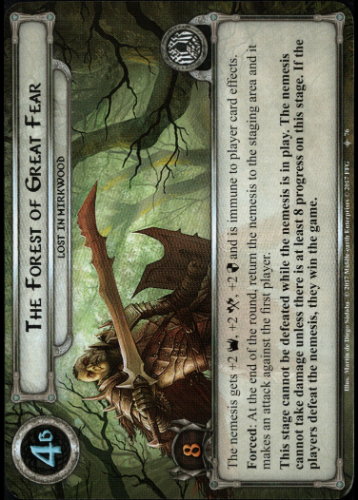 4B
THE FOREST OF GREAT FEAR
LOST IN MIRKWOOD
8
The nemesis gets +2 , +2 , +2 and is immune to player card effects.
Forced: At the end of the round, return the nemesis to the staging area and it
makes an attack against the first player.
This stage cannot be defeated while the nemesis is in play. The nemesis
cannot take damage unless there is at least 8 progress on this stage. If the
players defeat the nemesis, they win the game.
Illus. Martin de Diego Sádaba © 2017 Middle-earth Enterprises © 2017 FFG 76